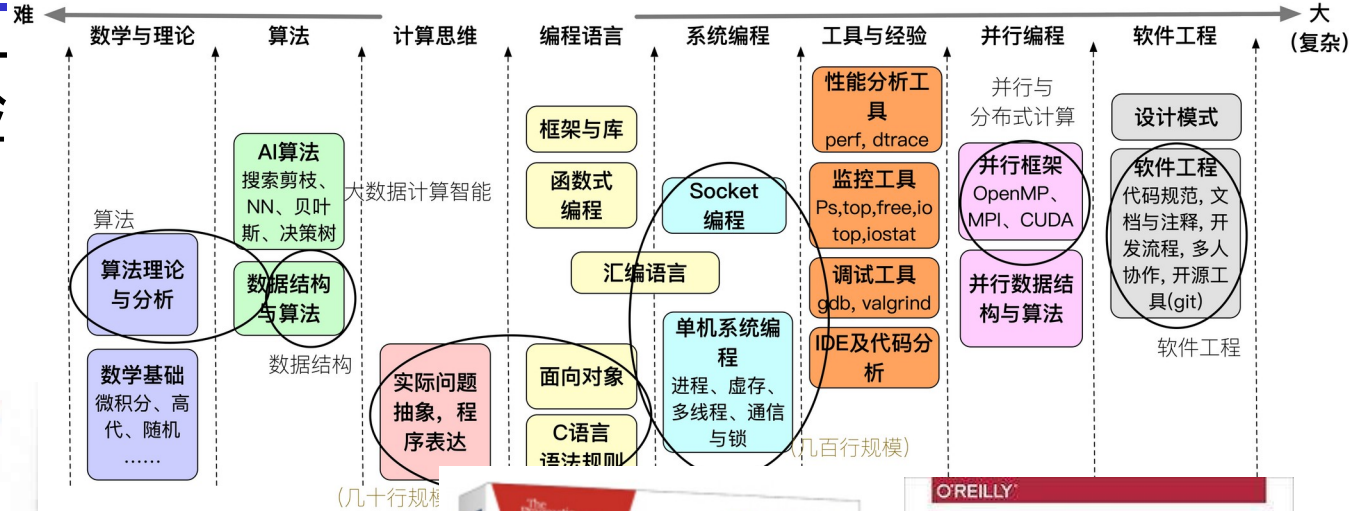 难
大
(复杂)
数学与理论
算法
计算思维
编程语言
系统编程
工具与经验
并行编程
软件工程
算法
算法理论
与分析
数学基础
微积分、高
代、随机
……
AI算法
搜索剪枝、
NN、贝叶
斯、决策树
数据结构
与算法
数据结构
大数据计算智能
实际问题
抽象，程
序表达
(几十行规模
框架与库
函数式
编程
汇编语言
面向对象
C语言
语法规则
Socket
编程
单机系统编
程
进程、虚存、
多线程、通信
与锁
(几百行规模)
性能分析工
具
perf, dtrace
监控工具
Ps,top,free,io
top,iostat
调试工具
gdb, valgrind
IDE及代码分
析
并行与
分布式计算
并行框架
OpenMP、
MPI、CUDA
并行数据结
构与算法
设计模式
软件工程
代码规范, 文
档与注释, 开
发流程, 多人
协作, 开源工
具(git)
软件工程
The
O'REILLY